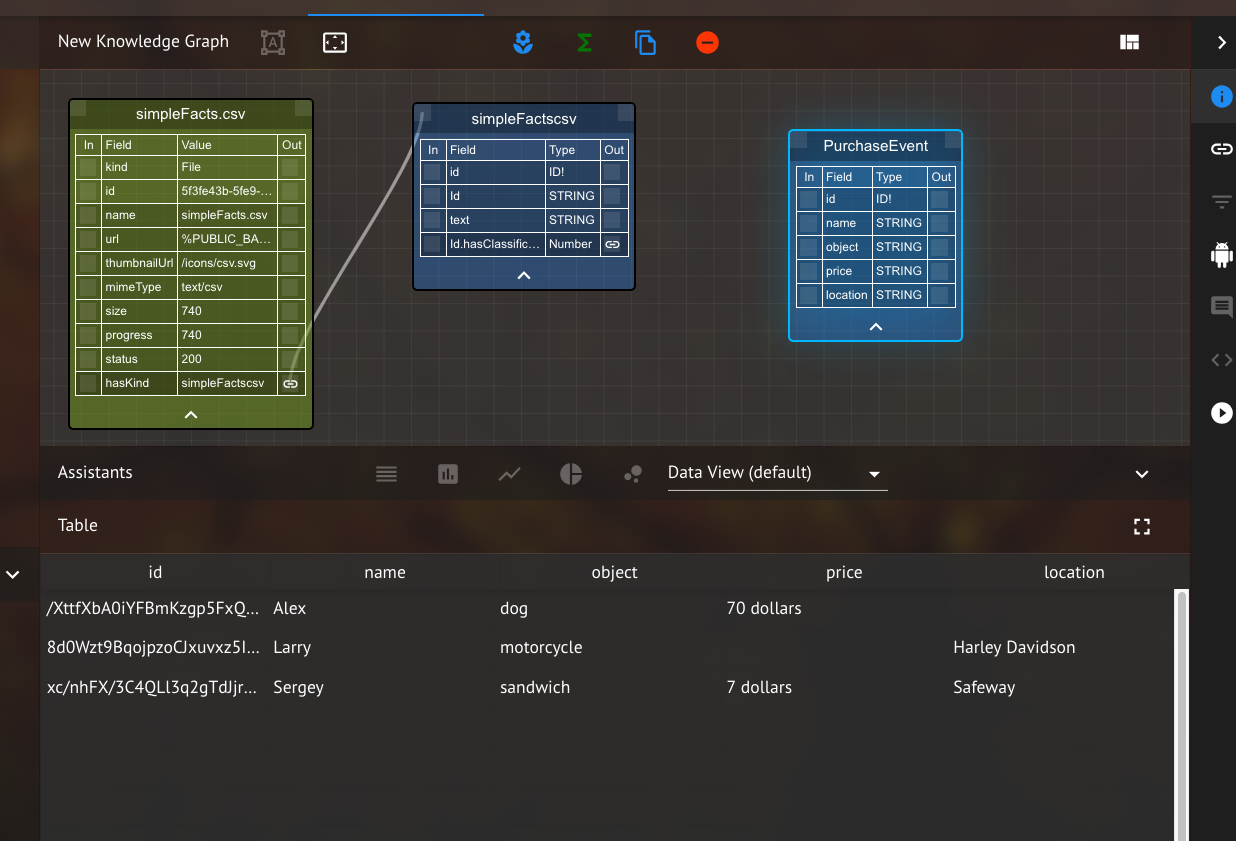 New Knowledge Graph
A
simpleFacts.csv
In Field Value Out
kind File
id 5f3fe43b-5fe9-...
name simpleFacts.csv
url %PUBLIC_BA...
thumbnailUrl /icons/csv.svg
mimeType text/csv
size 740
progress 740
status 200
hasKind simpleFactscsv
simpleFactscsv
In Field Type Out
id ID!
Id STRING
text STRING
Id.hasClassific... Number
PurchaseEvent
In Field Type Out
id ID!
name STRING
object STRING
price STRING
location STRING
Assistants
Data View (default)
Table
id name object price location
/XttfXbA0iYFBmKzgp5FxQ... Alex dog 70 dollars
8d0Wzt9BqojpzoCJxuvxz5I... Larry motorcycle Harley Davidson
xc/nhFX/3C4QLl3q2gTdJjr... Sergey sandwich 7 dollars Safeway